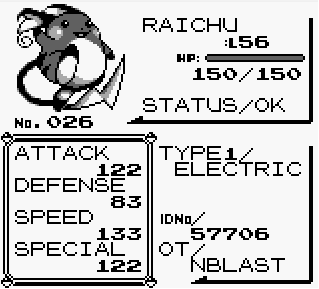 RAICHU
:L56
HP:
150/150
STATUS/OK
No.026
ATTACK
122
DEFENSE
83
SPEED
133
SPECIAL
122
TYPE1/
ELECTRIC
IDNo/
57706
OT/
NBLAST